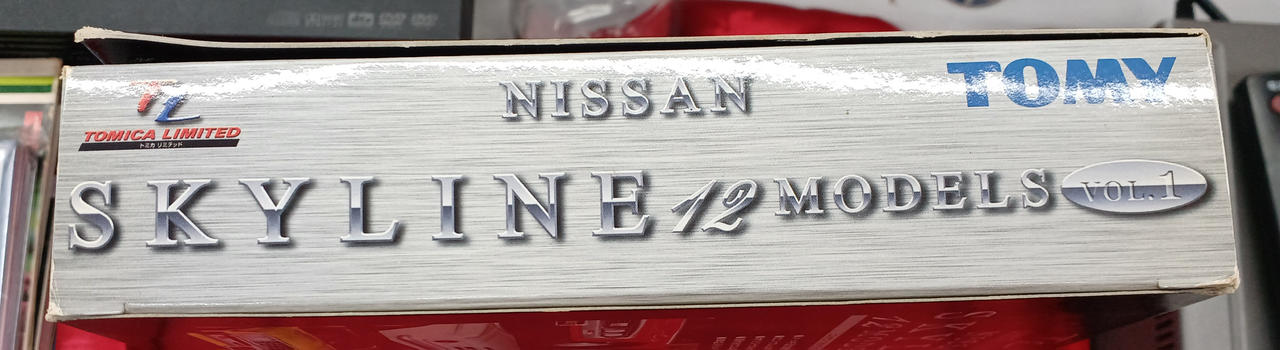 TL
TOMICA LIMITED
トミカ リミテッド
NISSAN
TOMY
SKYLINE 12 MODELS VOL.1